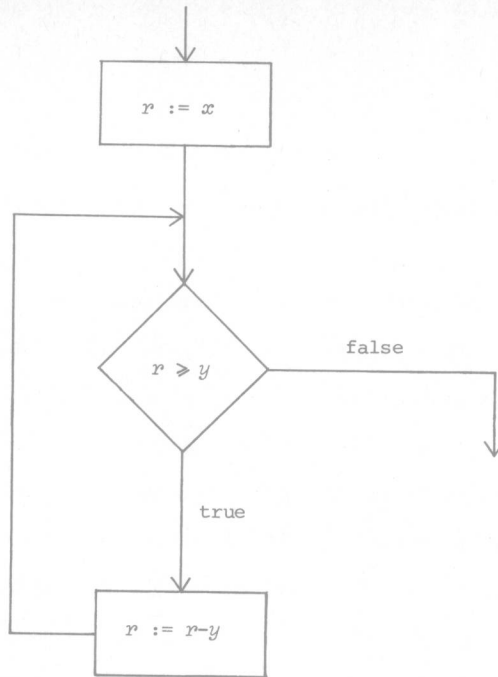 r := x
r ⩾ y
false
true
r := r-y